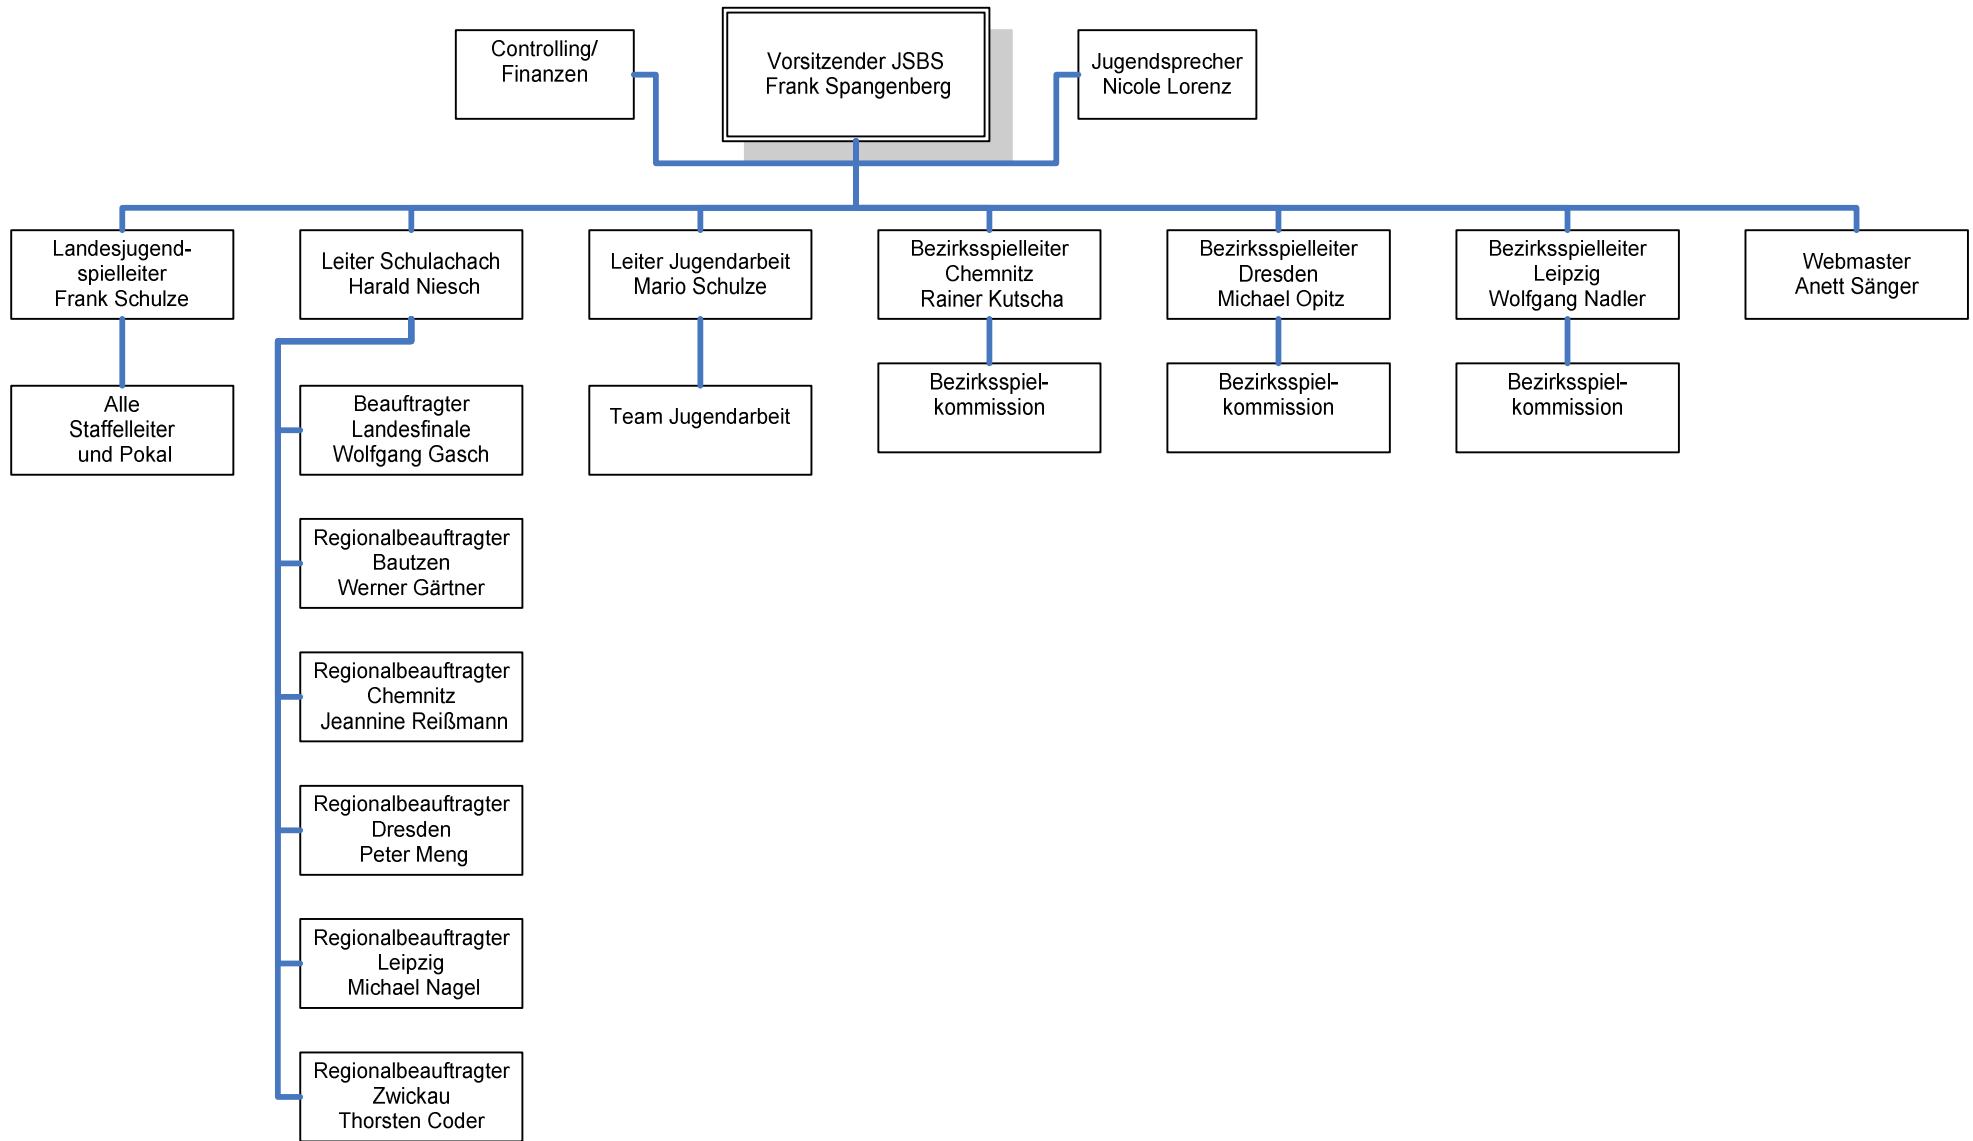 Controlling/
Finanzen
Vorsitzender JSBS
Frank Spangenberg
Jugendsprecher
Nicole Lorenz
Landesjugend-
spielleiter
Frank Schulze
Leiter Schulachach
Harald Niesch
Leiter Jugendarbeit
Mario Schulze
Bezirksspielleiter
Chemnitz
Rainer Kutscha
Bezirksspielleiter
Dresden
Michael Opitz
Bezirksspielleiter
Leipzig
Wolfgang Nadler
Webmaster
Anett Sänger
Alle
Staffelleiter
und Pokal
Beauftragter
Landesfinale
Wolfgang Gasch
Team Jugendarbeit
Bezirksspiel-
kommission
Bezirksspiel-
kommission
Bezirksspiel-
kommission
Regionalbeauftragter
Bautzen
Werner Gärtner
Regionalbeauftragter
Chemnitz
Jeannine Reißmann
Regionalbeauftragter
Dresden
Peter Meng
Regionalbeauftragter
Leipzig
Michael Nagel
Regionalbeauftragter
Zwickau
Thorsten Coder